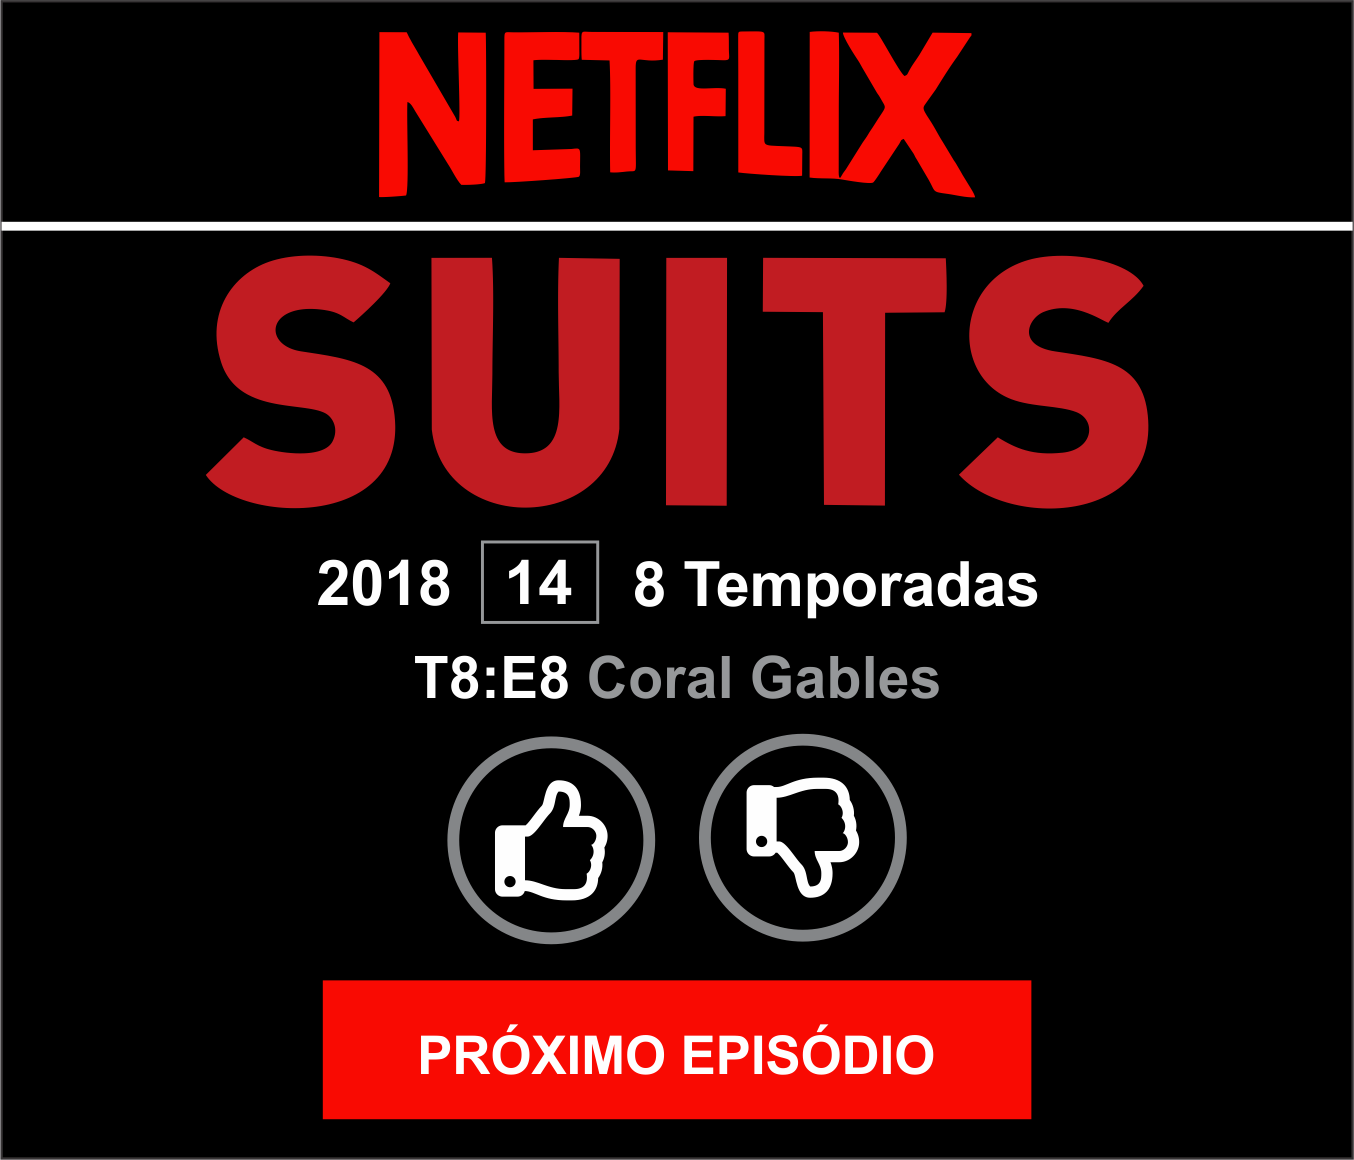 NETFLIX
SUITS
2018 14 8 Temporadas
T8:E8 Coral Gables
PRÓXIMO EPISÓDIO